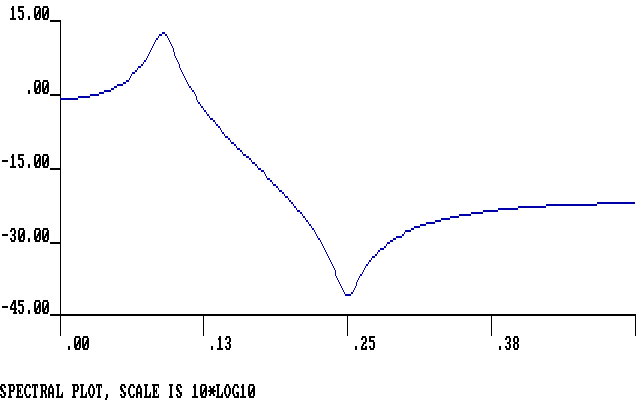 15.00
.00
-15.00
-30.00
-45.00
.00 .13 .25 .38
SPECTRAL PLOT, SCALE IS 10*LOG10